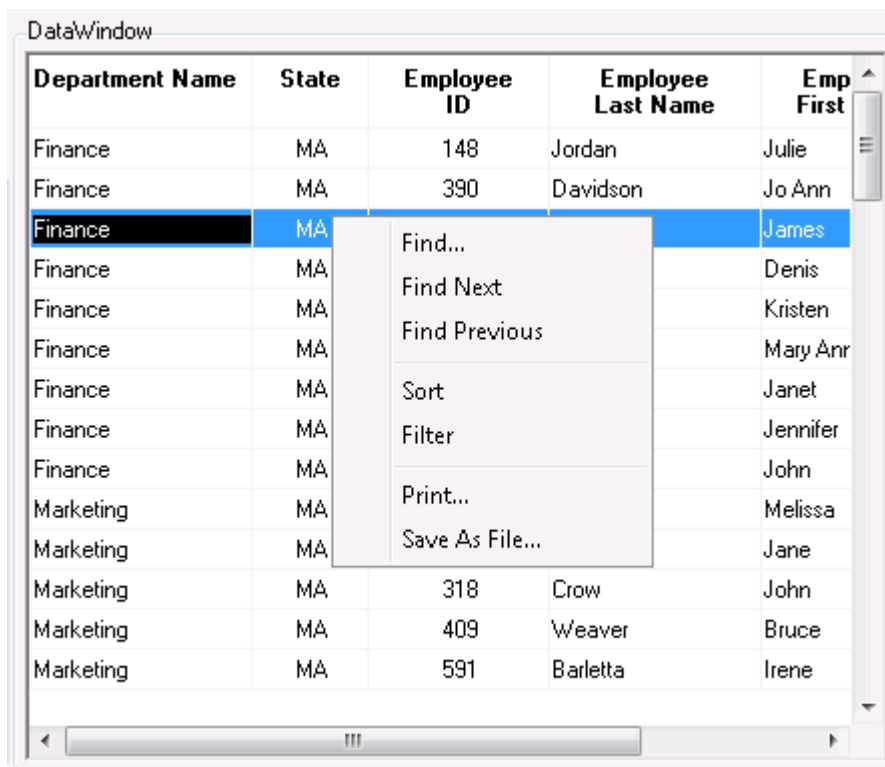 DataWindow
Department Name State Employee ID Employee Last Name Emp First
Finance MA 148 Jordan Julie
Finance MA 390 Davidson Jo Ann
Finance MA James
Finance MA Denis
Finance MA Kristen
Finance MA Mary Anr
Finance MA Janet
Finance MA Jennifer
Finance MA John
Marketing MA Melissa
Marketing MA Jane
Marketing MA 318 Crow John
Marketing MA 409 Weaver Bruce
Marketing MA 591 Barletta Irene
Find...
Find Next
Find Previous
Sort
Filter
Print...
Save As File...